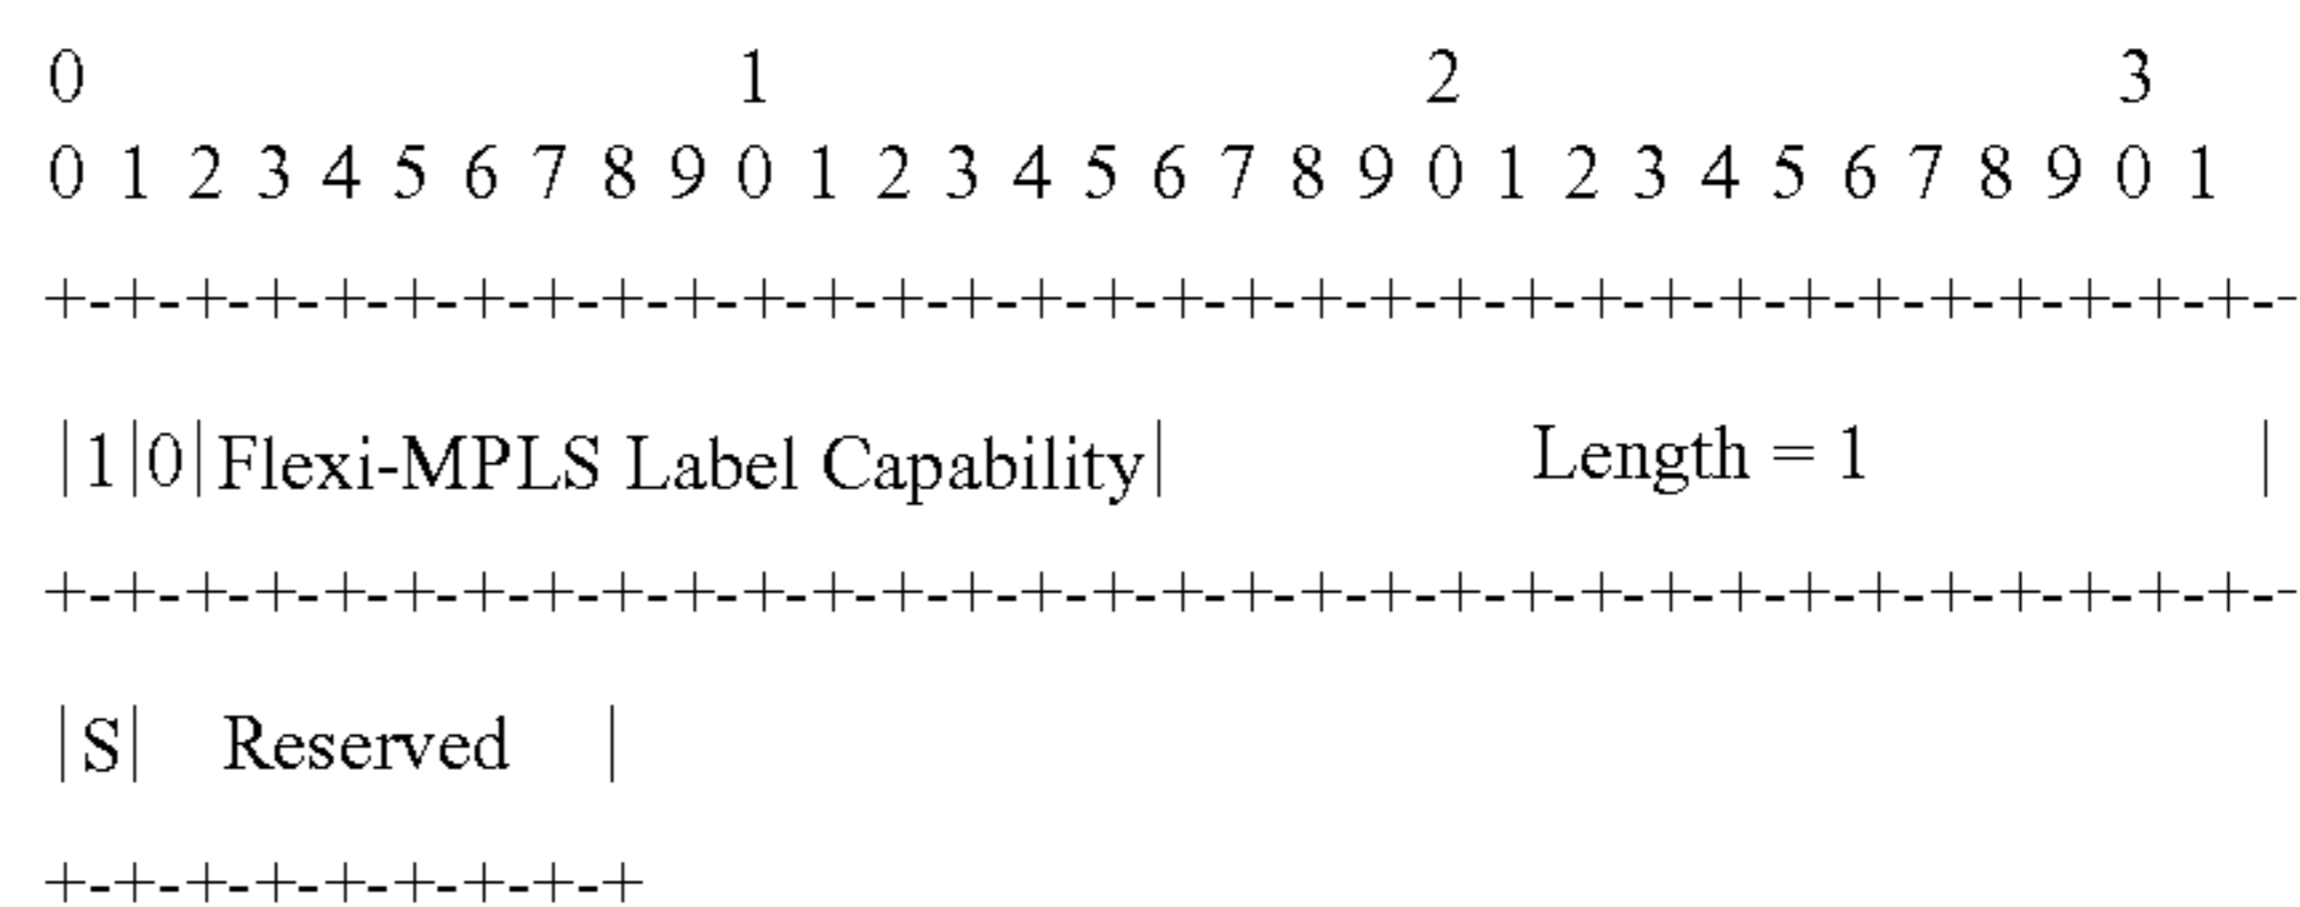 0 1 2 3
0 1 2 3 4 5 6 7 8 9 0 1 2 3 4 5 6 7 8 9 0 1 2 3 4 5 6 7 8 9 0 1
+-+-+-+-+-+-+-+-+-+-+-+-+-+-+-+-+-+-+-+-+-+-+-+-+-+-+-+-+-+-+-+-+--
|1|0|Flexi-MPLS Label Capability| Length = 1 |
+-+-+-+-+-+-+-+-+-+-+-+-+-+-+-+-+-+-+-+-+-+-+-+-+-+-+-+-+-+-+-+-+--
|S| Reserved |
+-+-+-+-+-+-+-+-+